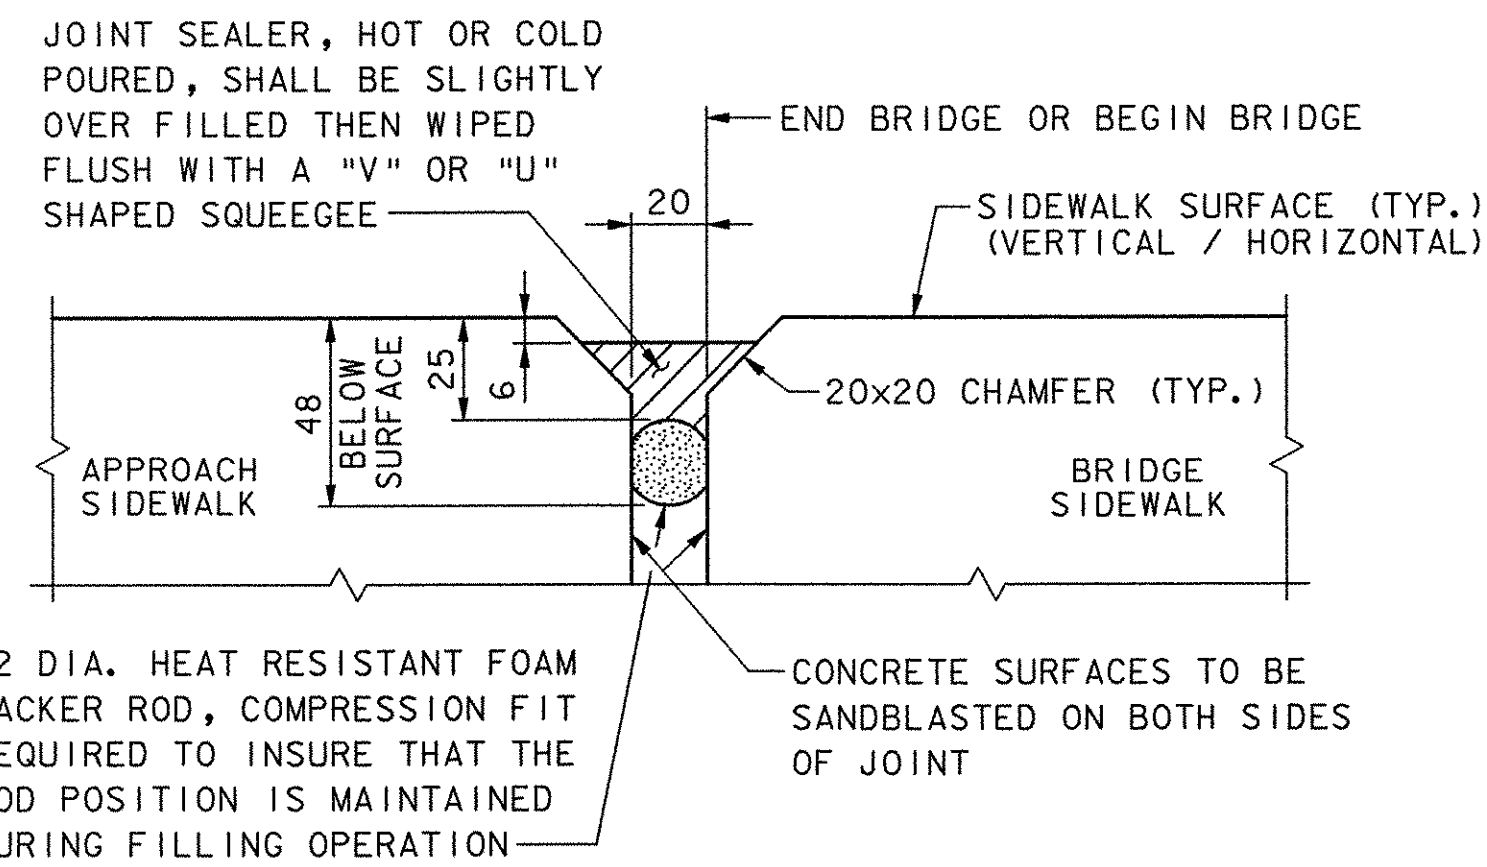 JOINT SEALER, HOT OR COLD
POURED, SHALL BE SLIGHTLY
OVER FILLED THEN WIPED
FLUSH WITH A "V" OR "U"
SHAPED SQUEEGEE
END BRIDGE OR BEGIN BRIDGE
20
SIDEWALK SURFACE (TYP.)
(VERTICAL / HORIZONTAL)
48
BELOW
SURFACE
25
6
20x20 CHAMFER (TYP.)
APPROACH
SIDEWALK
BRIDGE
SIDEWALK
2 DIA. HEAT RESISTANT FOAM
ACKER ROD, COMPRESSION FIT
EQUIRED TO INSURE THAT THE
OD POSITION IS MAINTAINED
URING FILLING OPERATION
CONCRETE SURFACES TO BE
SANDBLASTED ON BOTH SIDES
OF JOINT